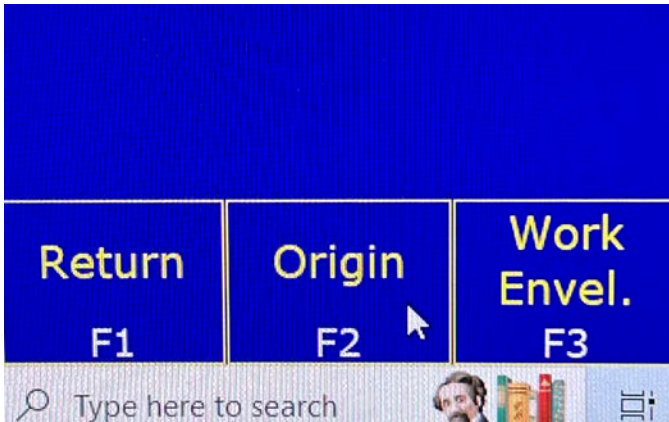 Return
Origin
Work
Envel.
F1
F2
F3
Type here to search